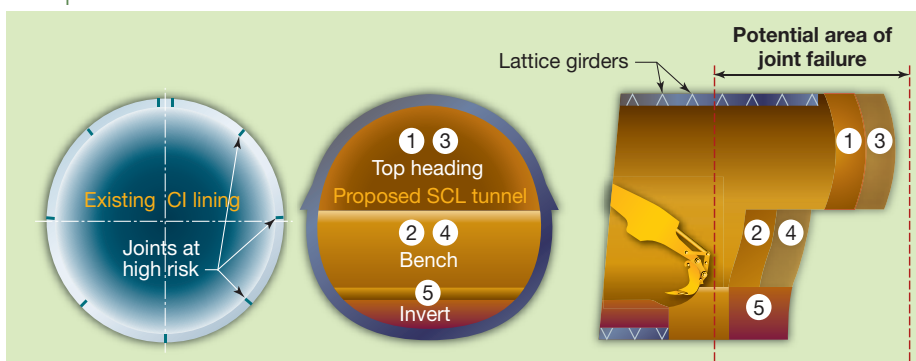 Existing CI lining
Joints at
high risk
1 3
Top heading
Proposed SCL tunnel
2 4
Bench
5
Invert
Lattice girders
Potential area of
joint failure
1 3
2 4
5